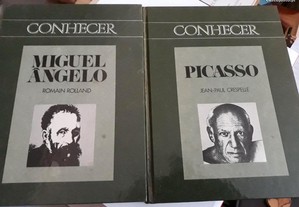 CONHECER
MIGUEL
ÂNGELO
ROMAIN ROLLAND
CONHECER
PICASSO
JEAN-PAUL CRESPELLE